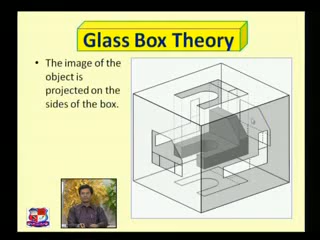 Glass Box Theory
• The image of the
object is
projected on the
sides of the box.